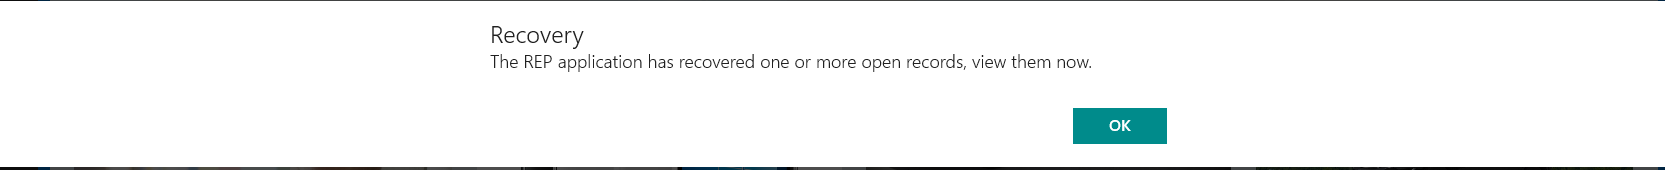 Recovery
The REP application has recovered one or more open records, view them now.
OK